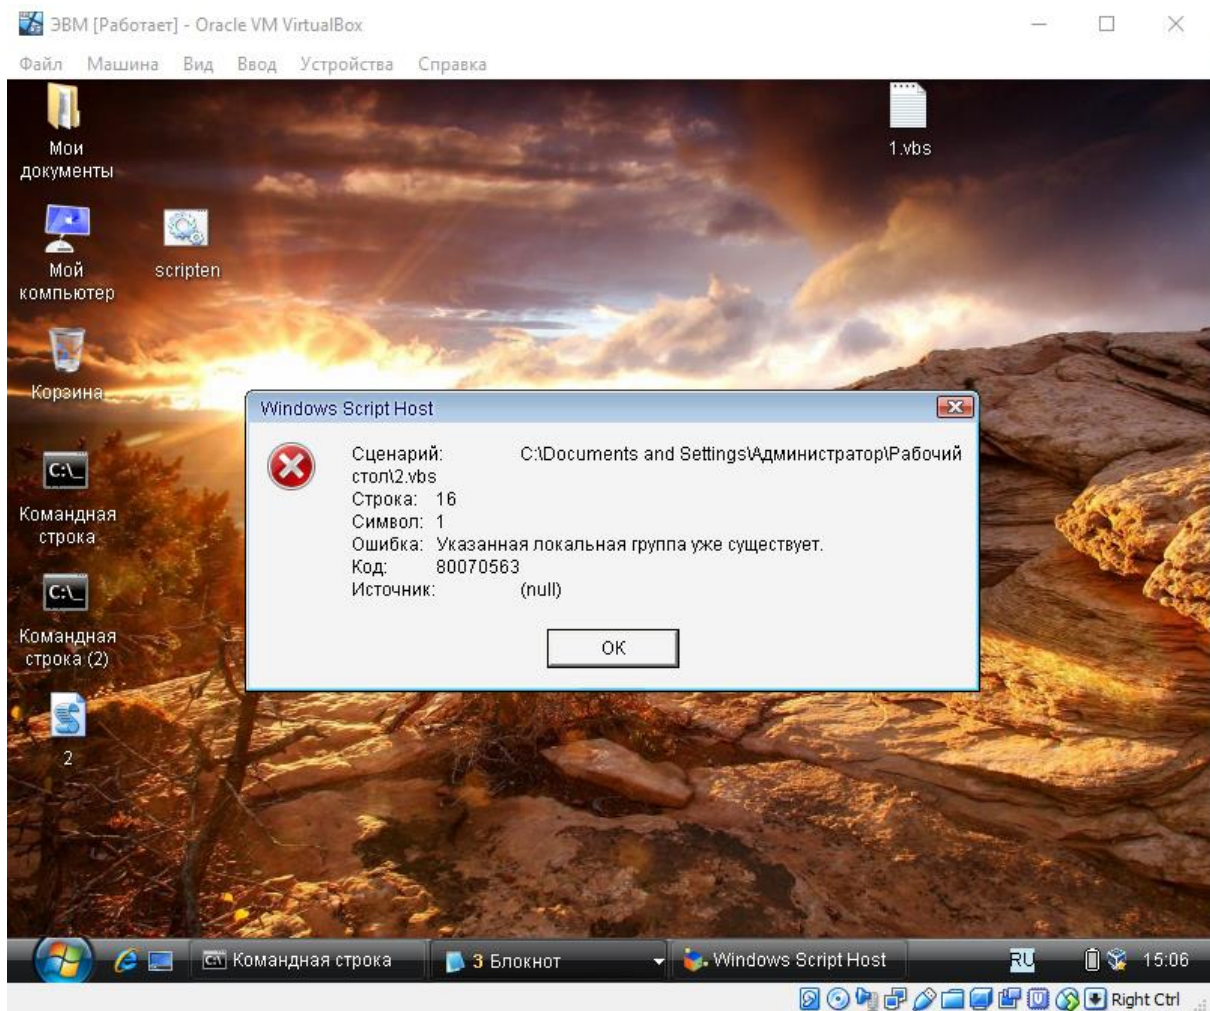 ЭВМ [Работает] - Oracle VM VirtualBox
Файл Машина Вид Ввод Устройства Справка
Мои
документы
1.vbs
Мой
компьютер
scripten
Корзина
Командная
строка
Командная
строка (2)
2
Windows Script Host
Сценарий: C:\Documents and Settings\Администратор\Рабочий
стол\2.vbs
Строка: 16
Символ: 1
Ошибка: Указанная локальная группа уже существует.
Код: 80070563
Источник: (null)
OK
Командная строка 3 Блокнот Windows Script Host RU 15:06
Right Ctrl